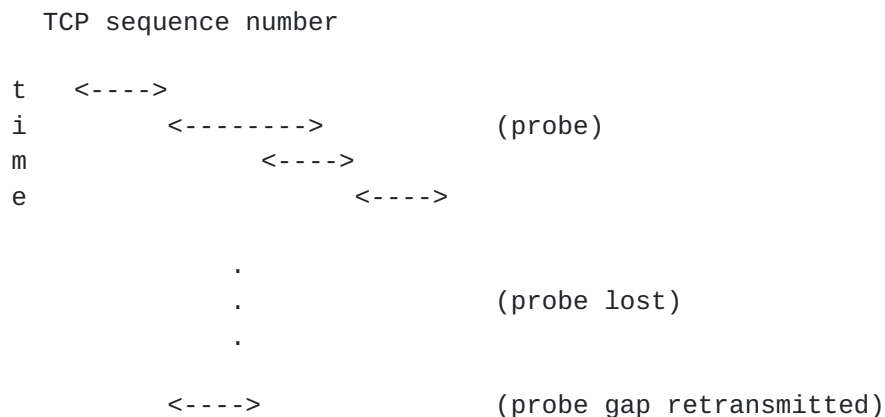 TCP sequence number
t <---->
i <--------> (probe)
m <---->
e <---->
.
. (probe lost)
.
<----> (probe gap retransmitted)